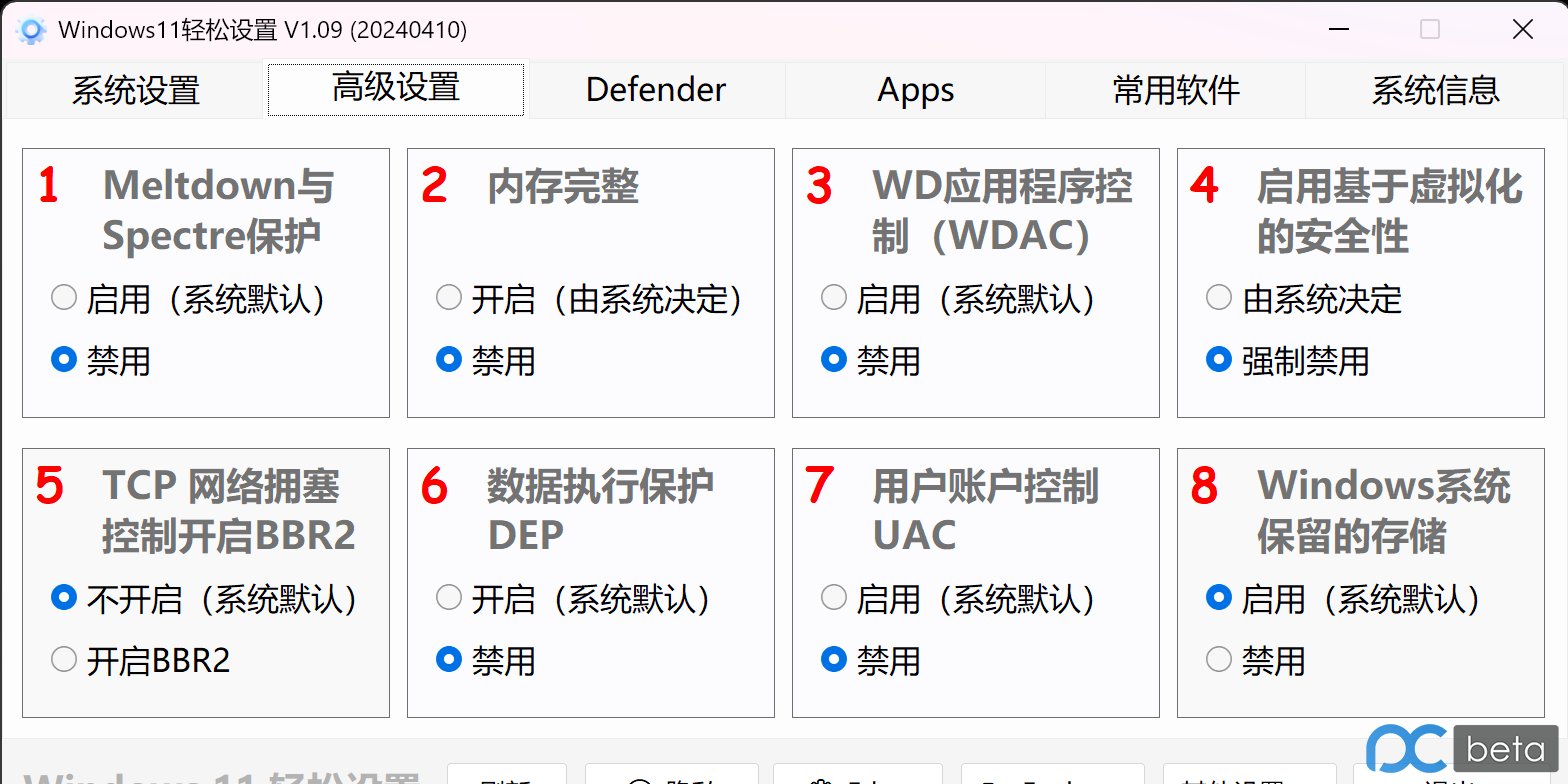 Windows11轻松设置 V1.09 (20240410)
系统设置 高级设置 Defender Apps 常用软件 系统信息
1 Meltdown与
Spectre保护
启用（系统默认）
禁用
2 内存完整
开启（由系统决定）
禁用
3 WD应用程序控
制（WDAC）
启用（系统默认）
禁用
4 启用基于虚拟化
的安全性
由系统决定
强制禁用
5 TCP 网络拥塞
控制开启BBR2
不开启（系统默认）
开启BBR2
6 数据执行保护
DEP
开启（系统默认）
禁用
7 用户账户控制
UAC
启用（系统默认）
禁用
8 Windows系统
保留的存储
启用（系统默认）
禁用
Windows 11 轻松设置
pc beta